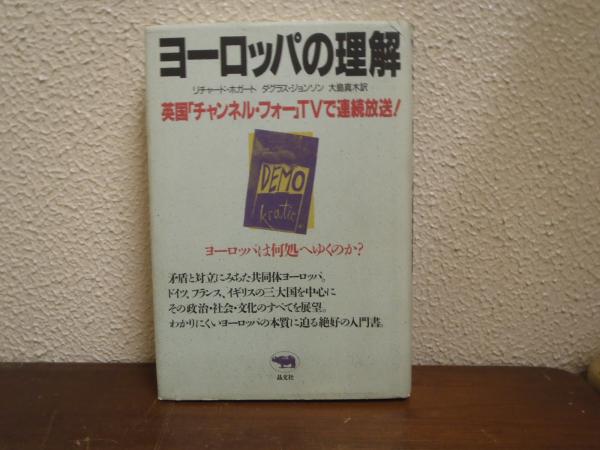 ヨーロッパの理解
リチャード・ホガート ダグラス・ジョンソン 大島真木訳
英国「チャンネル・フォー」TVで連続放送!
DEMO
kratie!
ヨーロッパは何処へゆくのか?
矛盾と対立にみちた共同体ヨーロッパ。
ドイツ、フランス、イギリスの三大国を中心に
その政治・社会・文化のすべてを展望。
わかりにくいヨーロッパの本質に迫る絶好の入門書。
晶文社